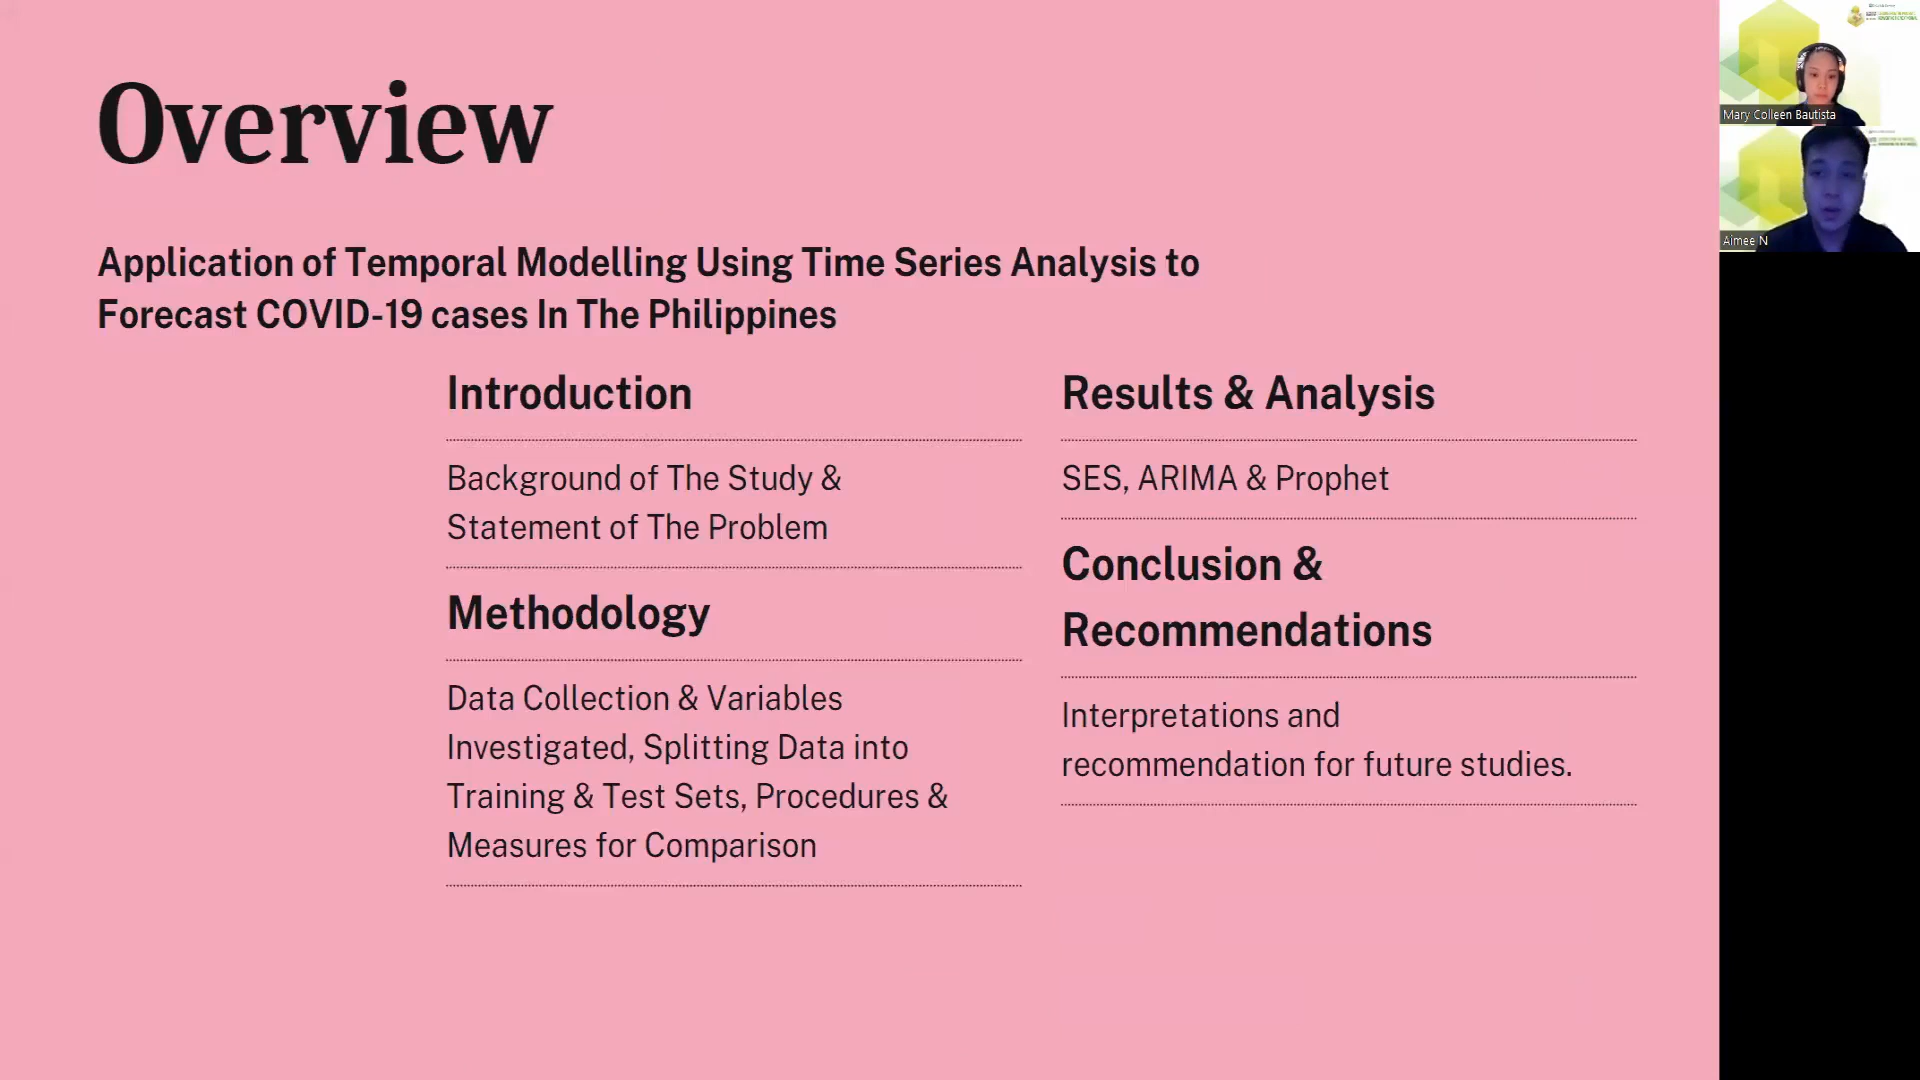 Overview
Application of Temporal Modelling Using Time Series Analysis to
Forecast COVID-19 cases In The Philippines
Introduction
Background of The Study &
Statement of The Problem
Methodology
Data Collection & Variables
Investigated, Splitting Data into
Training & Test Sets, Procedures &
Measures for Comparison
Results & Analysis
SES, ARIMA & Prophet
Conclusion &
Recommendations
Interpretations and
recommendation for future studies.
Mary Colleen Bautista
Aimee N